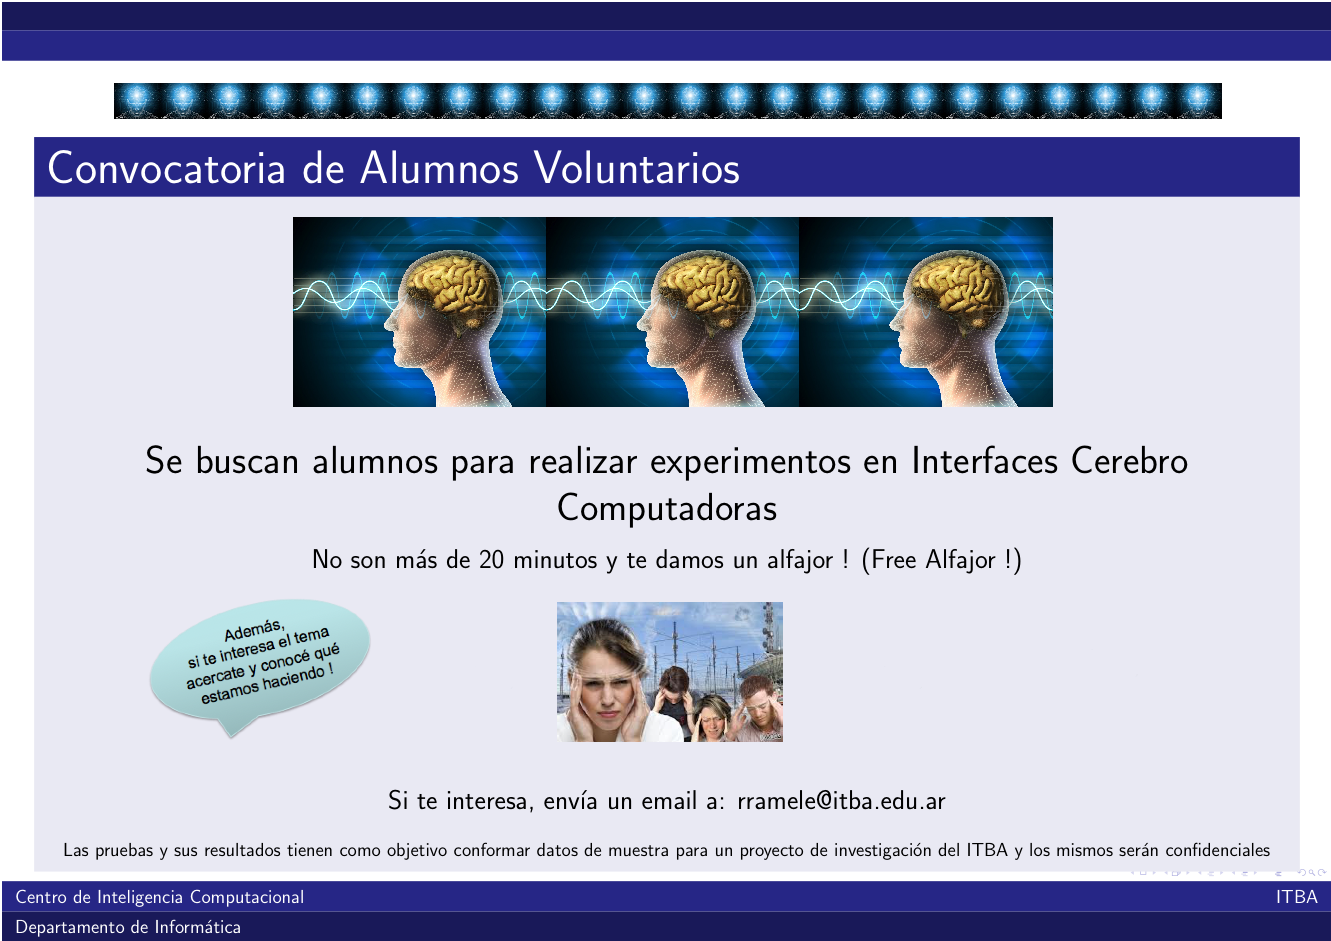 Convocatoria de Alumnos Voluntarios
Se buscan alumnos para realizar experimentos en Interfaces Cerebro
Computadoras
No son más de 20 minutos y te damos un alfajor ! (Free Alfajor !)
Además,
si te interesa el tema
acercate y conocé qué
estamos haciendo !
Si te interesa, envía un email a: rramele@itba.edu.ar
Las pruebas y sus resultados tienen como objetivo conformar datos de muestra para un proyecto de investigación del ITBA y los mismos serán confidenciales
Centro de Inteligencia Computacional
ITBA
Departamento de Informática